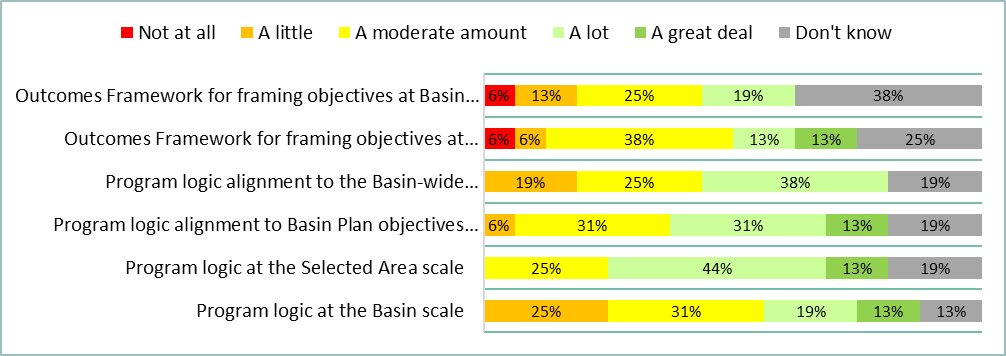 Not at all A little A moderate amount A lot A great deal Don't know
Outcomes Framework for framing objectives at Basin... 6% 13% 25% 19% 38%
Outcomes Framework for framing objectives at... 6% 6% 38% 13% 13% 25%
Program logic alignment to the Basin-wide... 19% 25% 38% 19%
Program logic alignment to Basin Plan objectives... 6% 31% 31% 13% 19%
Program logic at the Selected Area scale 25% 44% 13% 19%
Program logic at the Basin scale 25% 31% 19% 13% 13%